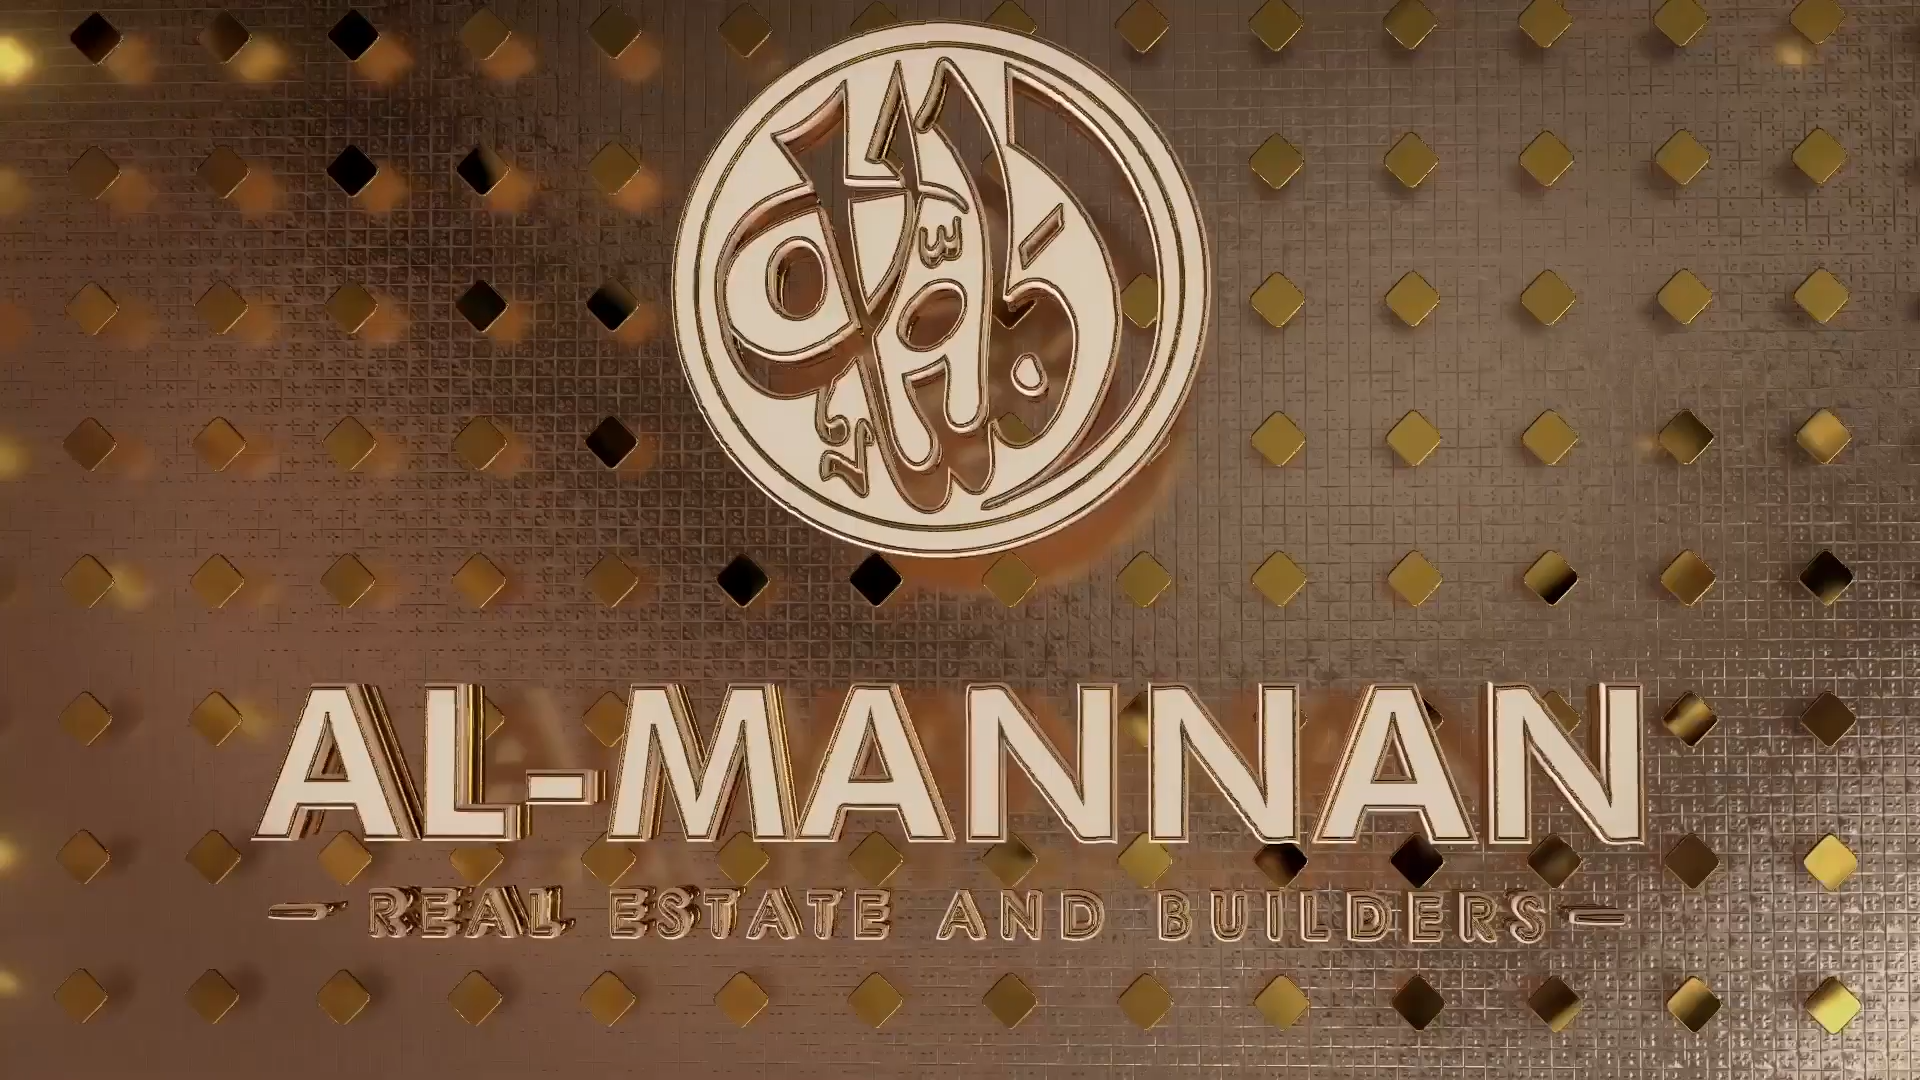 AL-MANNAN
– REAL ESTATE AND BUILDERS –